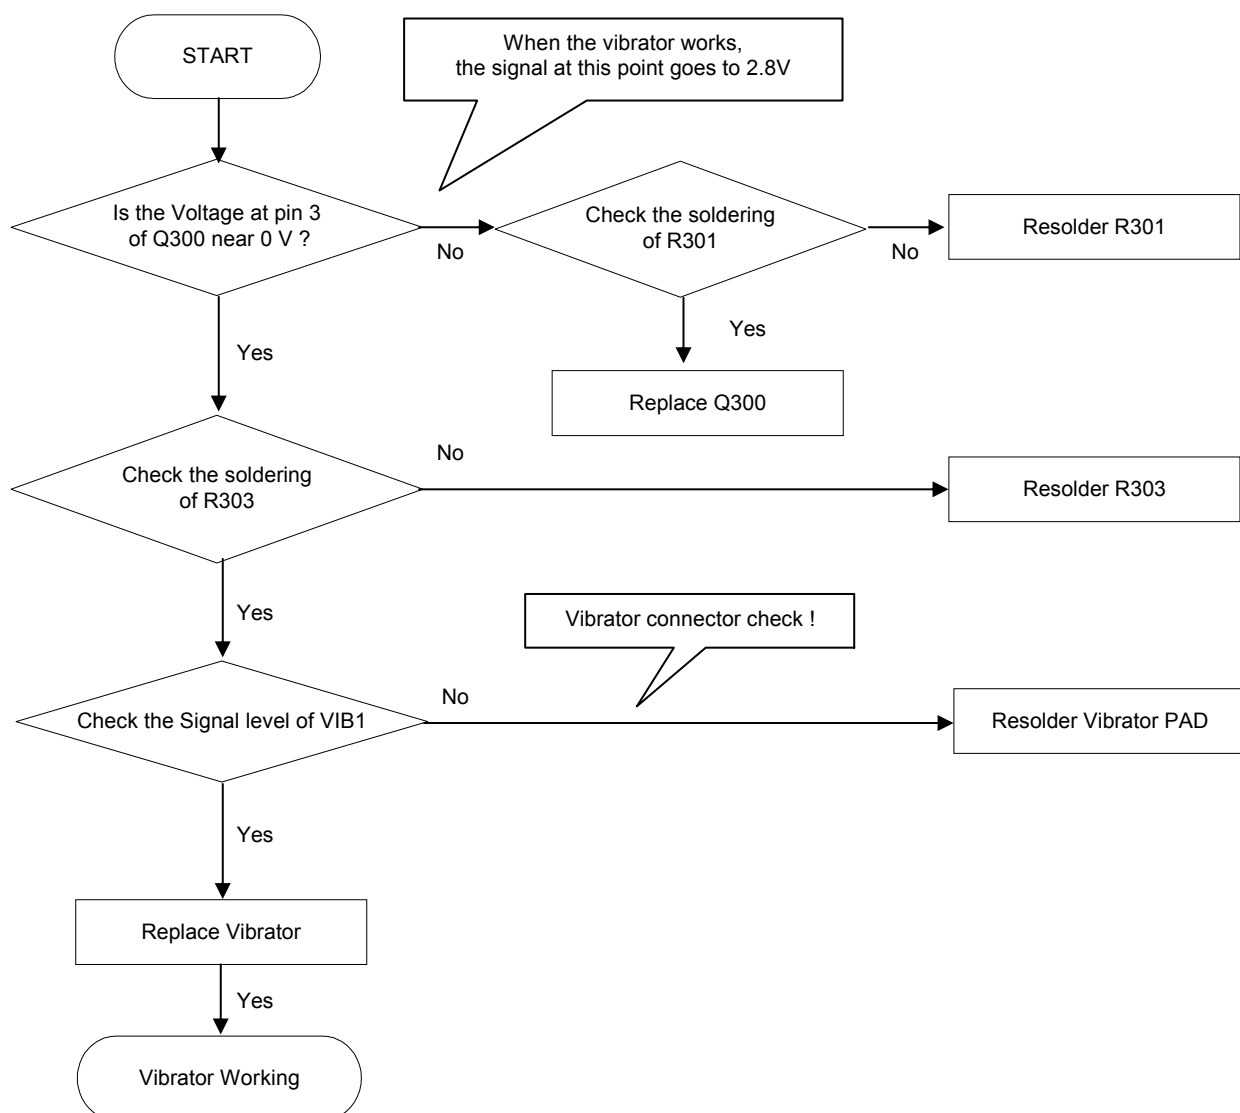 START
When the vibrator works,
the signal at this point goes to 2.8V
Is the Voltage at pin 3
of Q300 near 0 V ?
No
Check the soldering
of R301
No
Resolder R301
Yes
Yes
Replace Q300
Check the soldering
of R303
No
Resolder R303
Yes
Vibrator connector check !
Check the Signal level of VIB1
No
Resolder Vibrator PAD
Yes
Replace Vibrator
Yes
Vibrator Working